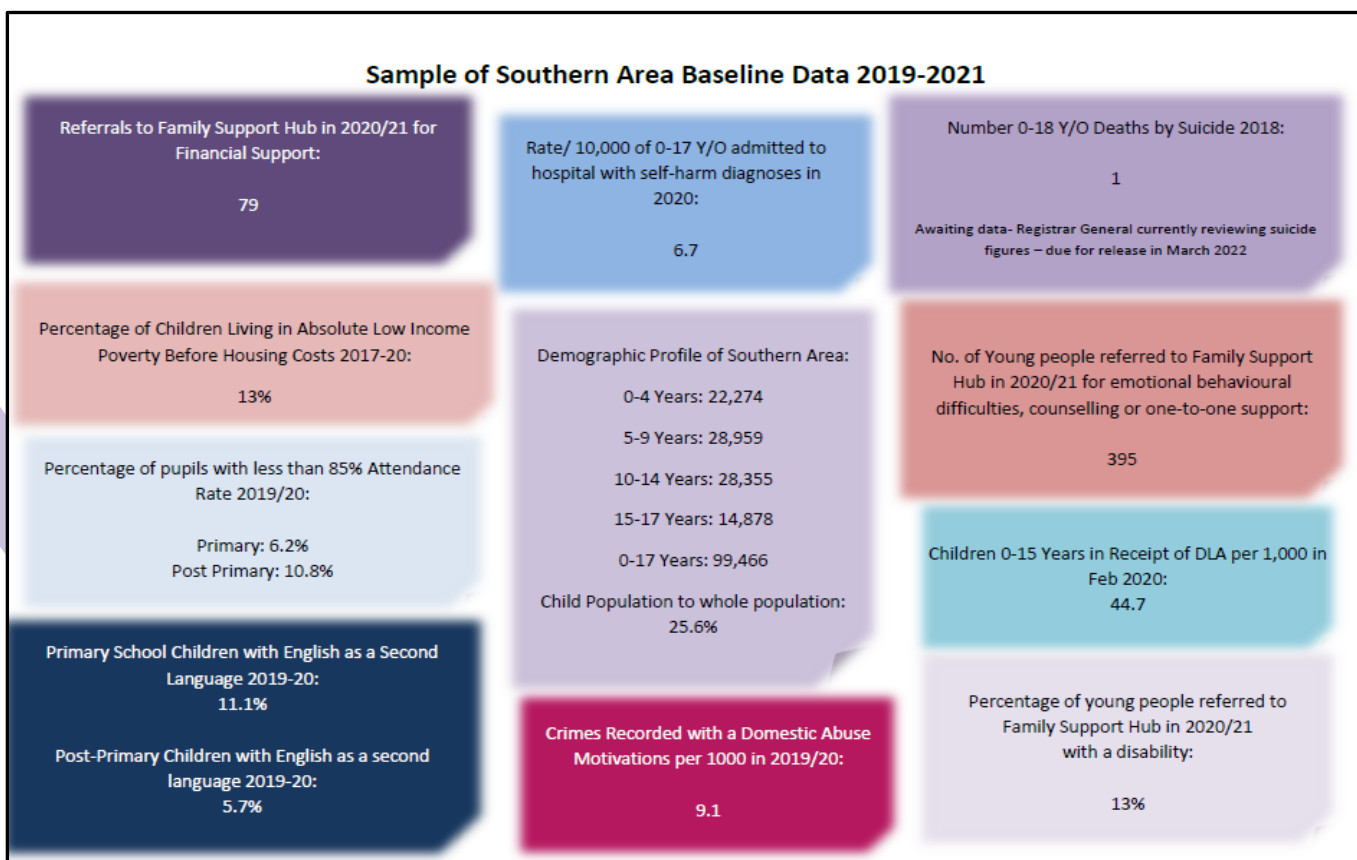 Sample of Southern Area Baseline Data 2019-2021
Referrals to Family Support Hub in 2020/21 for
Financial Support:
79
Percentage of Children Living in Absolute Low Income
Poverty Before Housing Costs 2017-20:
13%
Percentage of pupils with less than 85% Attendance
Rate 2019/20:
Primary: 6.2%
Post Primary: 10.8%
Primary School Children with English as a Second
Language 2019-20:
11.1%
Post-Primary Children with English as a second
language 2019-20:
5.7%
Rate/ 10,000 of 0-17 Y/O admitted to
hospital with self-harm diagnoses in
2020:
6.7
Demographic Profile of Southern Area:
0-4 Years: 22,274
5-9 Years: 28,959
10-14 Years: 28,355
15-17 Years: 14,878
0-17 Years: 99,466
Child Population to whole population:
25.6%
Crimes Recorded with a Domestic Abuse
Motivations per 1000 in 2019/20:
9.1
Number 0-18 Y/O Deaths by Suicide 2018:
1
Awaiting data- Registrar General currently reviewing suicide
figures – due for release in March 2022
No. of Young people referred to Family Support
Hub in 2020/21 for emotional behavioural
difficulties, counselling or one-to-one support:
395
Children 0-15 Years in Receipt of DLA per 1,000 in
Feb 2020:
44.7
Percentage of young people referred to
Family Support Hub in 2020/21
with a disability:
13%